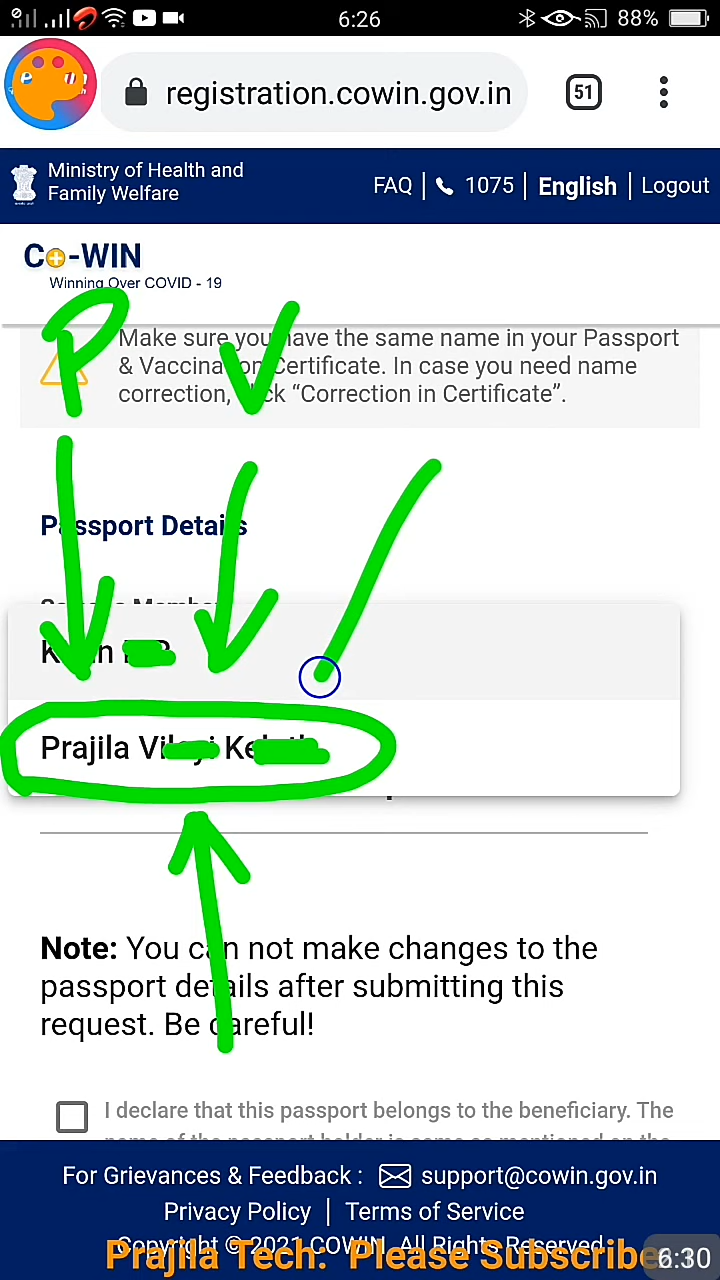 6:26
88%
registration.cowin.gov.in
51
Ministry of Health and
Family Welfare
FAQ | 1075 | English | Logout
Co-WIN
Winning Over COVID - 19
P V
Make sure you have the same name in your Passport
& Vaccination Certificate. In case you need name
correction, click “Correction in Certificate”.
Passport Details
Prajila
Note: You can not make changes to the
passport details after submitting this
request. Be careful!
I declare that this passport belongs to the beneficiary. The
For Grievances & Feedback : support@cowin.gov.in
Privacy Policy | Terms of Service
Copyright © 2021 COWIN. All Rights Reserved
Prajila Tech: Please Subscribe
6:30